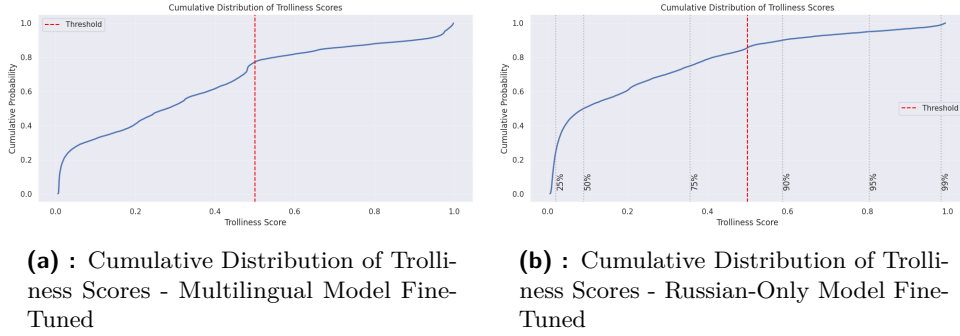 Cumulative Distribution of Trolliness Scores
Threshold
Cumulative Probability
1.0
0.8
0.6
0.4
0.2
0.0
0.0 0.2 0.4 0.6 0.8 1.0
Trolliness Score
(a) : Cumulative Distribution of Trolli-
ness Scores - Multilingual Model Fine-
Tuned
Cumulative Distribution of Trolliness Scores
Cumulative Probability
1.0
0.8
0.6
0.4
0.2
0.0
Threshold
25% 50% 75% 90% 95% 99%
0.0 0.2 0.4 0.6 0.8 1.0
Trolliness Score
(b) : Cumulative Distribution of Trolli-
ness Scores - Russian-Only Model Fine-
Tuned